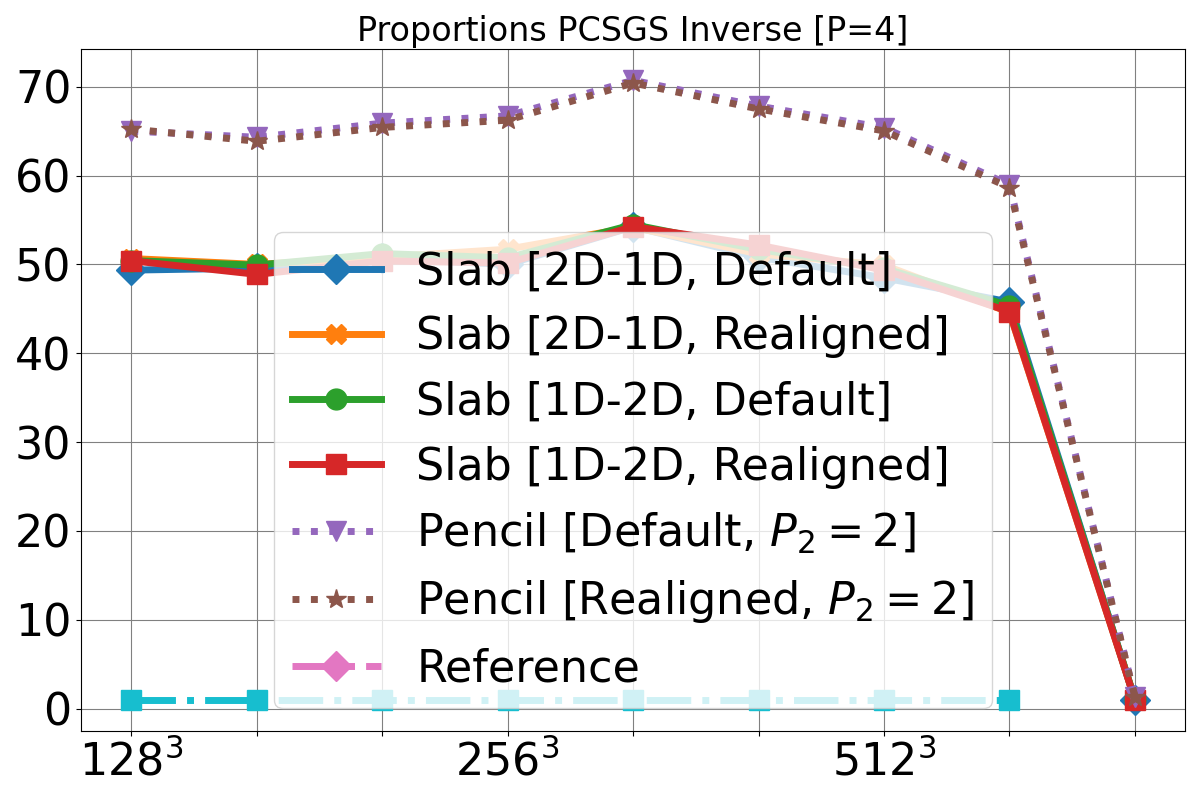 Proportions PCSGS Inverse [P=4]
70
60
50
40
30
20
10
0
Slab [2D-1D, Default]
Slab [2D-1D, Realigned]
Slab [1D-2D, Default]
Slab [1D-2D, Realigned]
Pencil [Default, P₂ = 2]
Pencil [Realigned, P₂ = 2]
Reference
128³ 256³ 512³